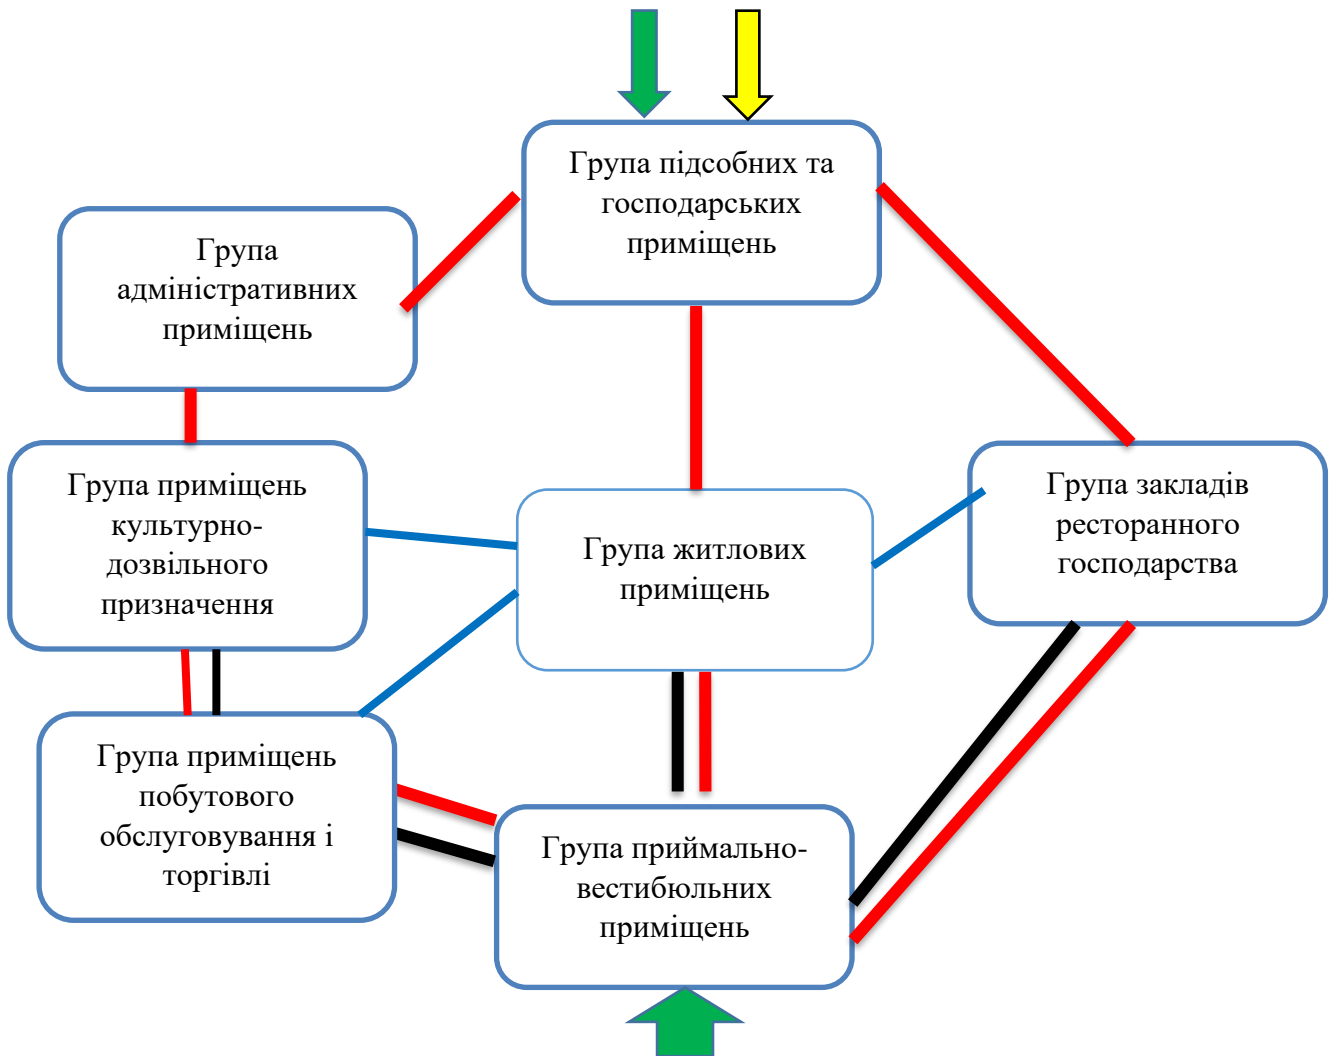 Група підсобних та
господарських
приміщень
Група
адміністративних
приміщень
Група приміщень
культурно-
дозвільного
призначення
Група житлових
приміщень
Група закладів
ресторанного
господарства
Група приміщень
побутового
обслуговування і
торгівлі
Група приймально-
вестибюльних
приміщень